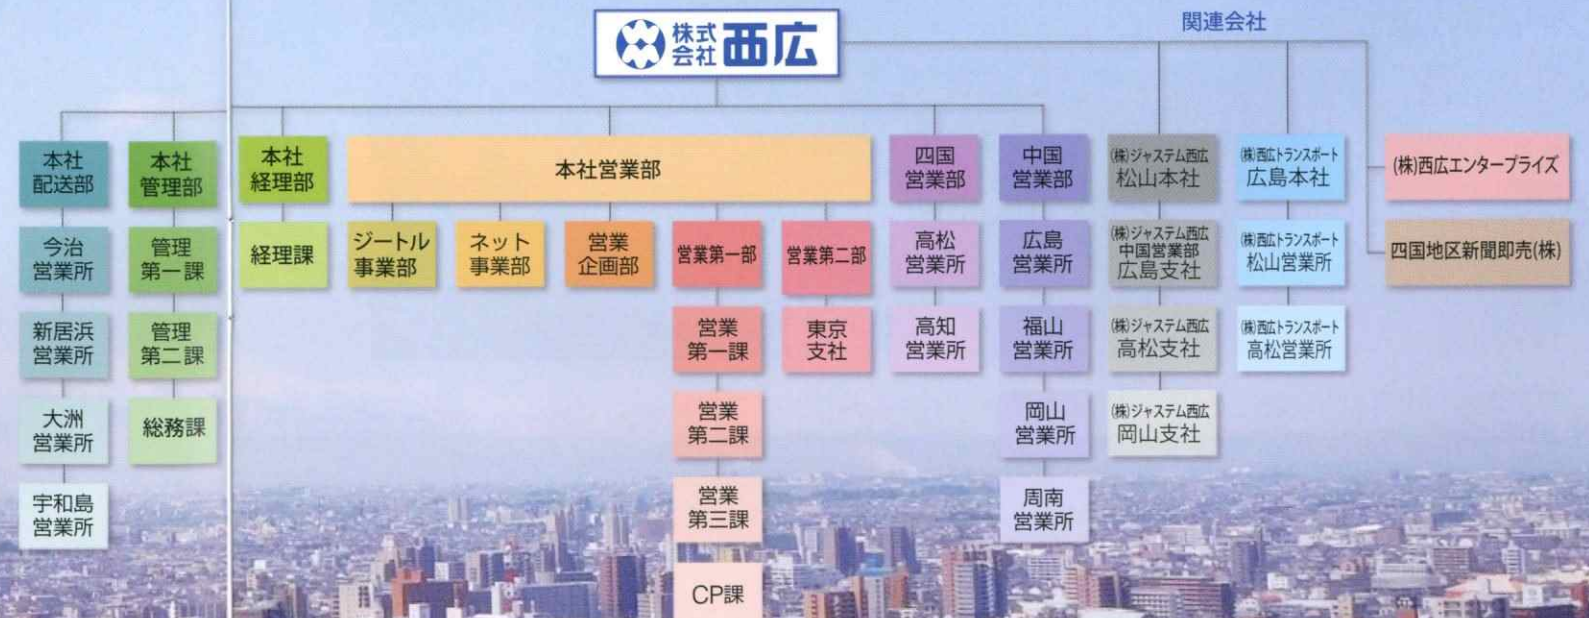 株式
会社 西広
関連会社
本社
配送部
今治
営業所
新居浜
営業所
大洲
営業所
宇和島
営業所
本社
管理部
管理
第一課
管理
第二課
総務課
本社
経理部
経理課
本社営業部
ジートル
事業部
ネット
事業部
営業
企画部
営業第一部
営業
第一課
営業
第二課
営業
第三課
CP課
営業第二部
東京
支社
四国
営業部
高松
営業所
高知
営業所
中国
営業部
広島
営業所
福山
営業所
岡山
営業所
周南
営業所
(株)ジャステム西広
松山本社
(株)ジャステム西広
中国営業部
広島支社
(株)ジャステム西広
高松支社
(株)ジャステム西広
岡山支社
(株)西広トランスポート
広島本社
(株)西広トランスポート
松山営業所
(株)西広トランスポート
高松営業所
(株)西広エンタープライズ
四国地区新聞即売(株)